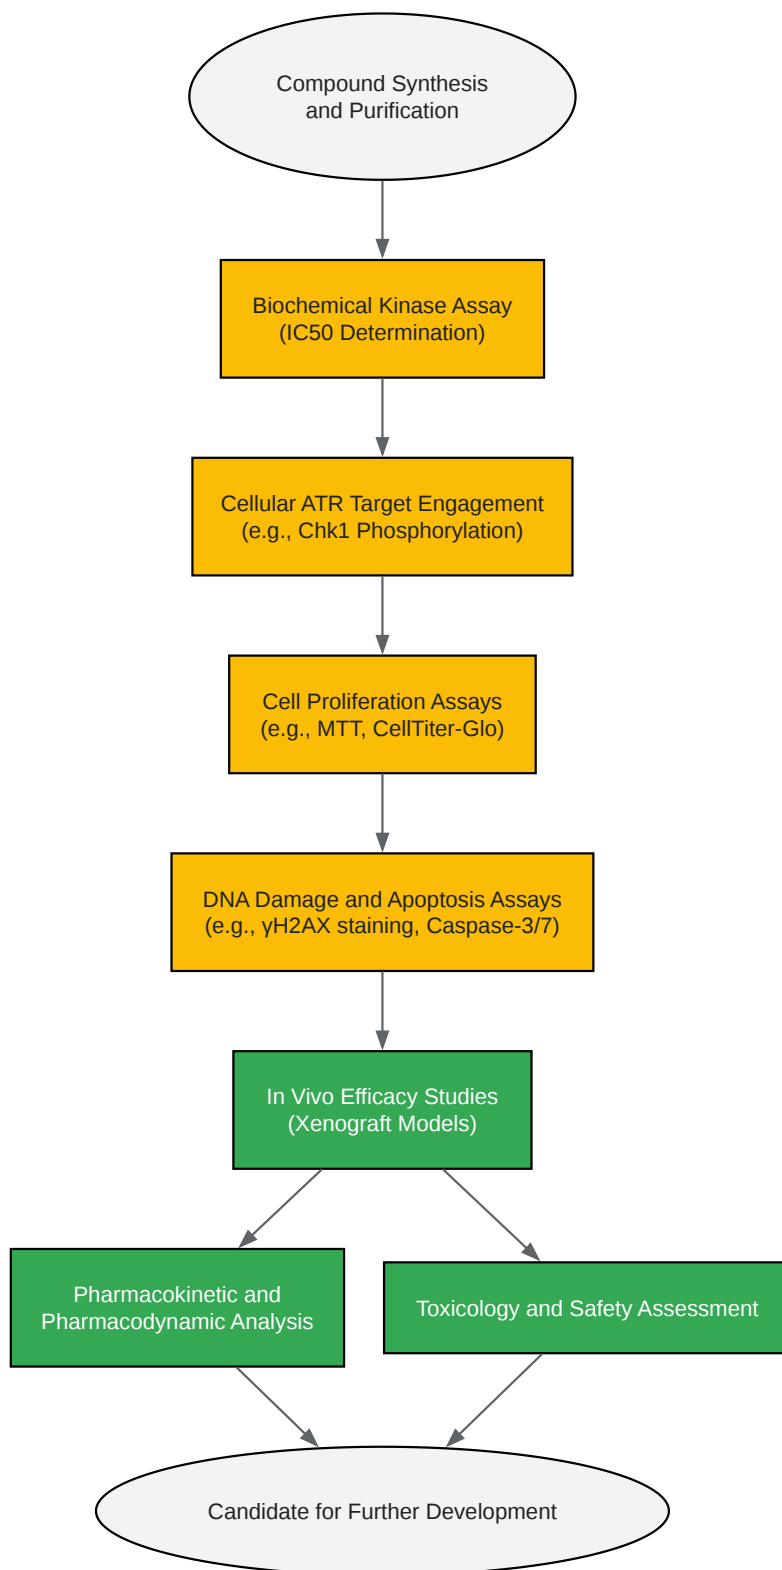 Compound Synthesis
and Purification
Biochemical Kinase Assay
(IC50 Determination)
Cellular ATR Target Engagement
(e.g., Chk1 Phosphorylation)
Cell Proliferation Assays
(e.g., MTT, CellTiter-Glo)
DNA Damage and Apoptosis Assays
(e.g., γH2AX staining, Caspase-3/7)
In Vivo Efficacy Studies
(Xenograft Models)
Pharmacokinetic and
Pharmacodynamic Analysis
Toxicology and Safety Assessment
Candidate for Further Development